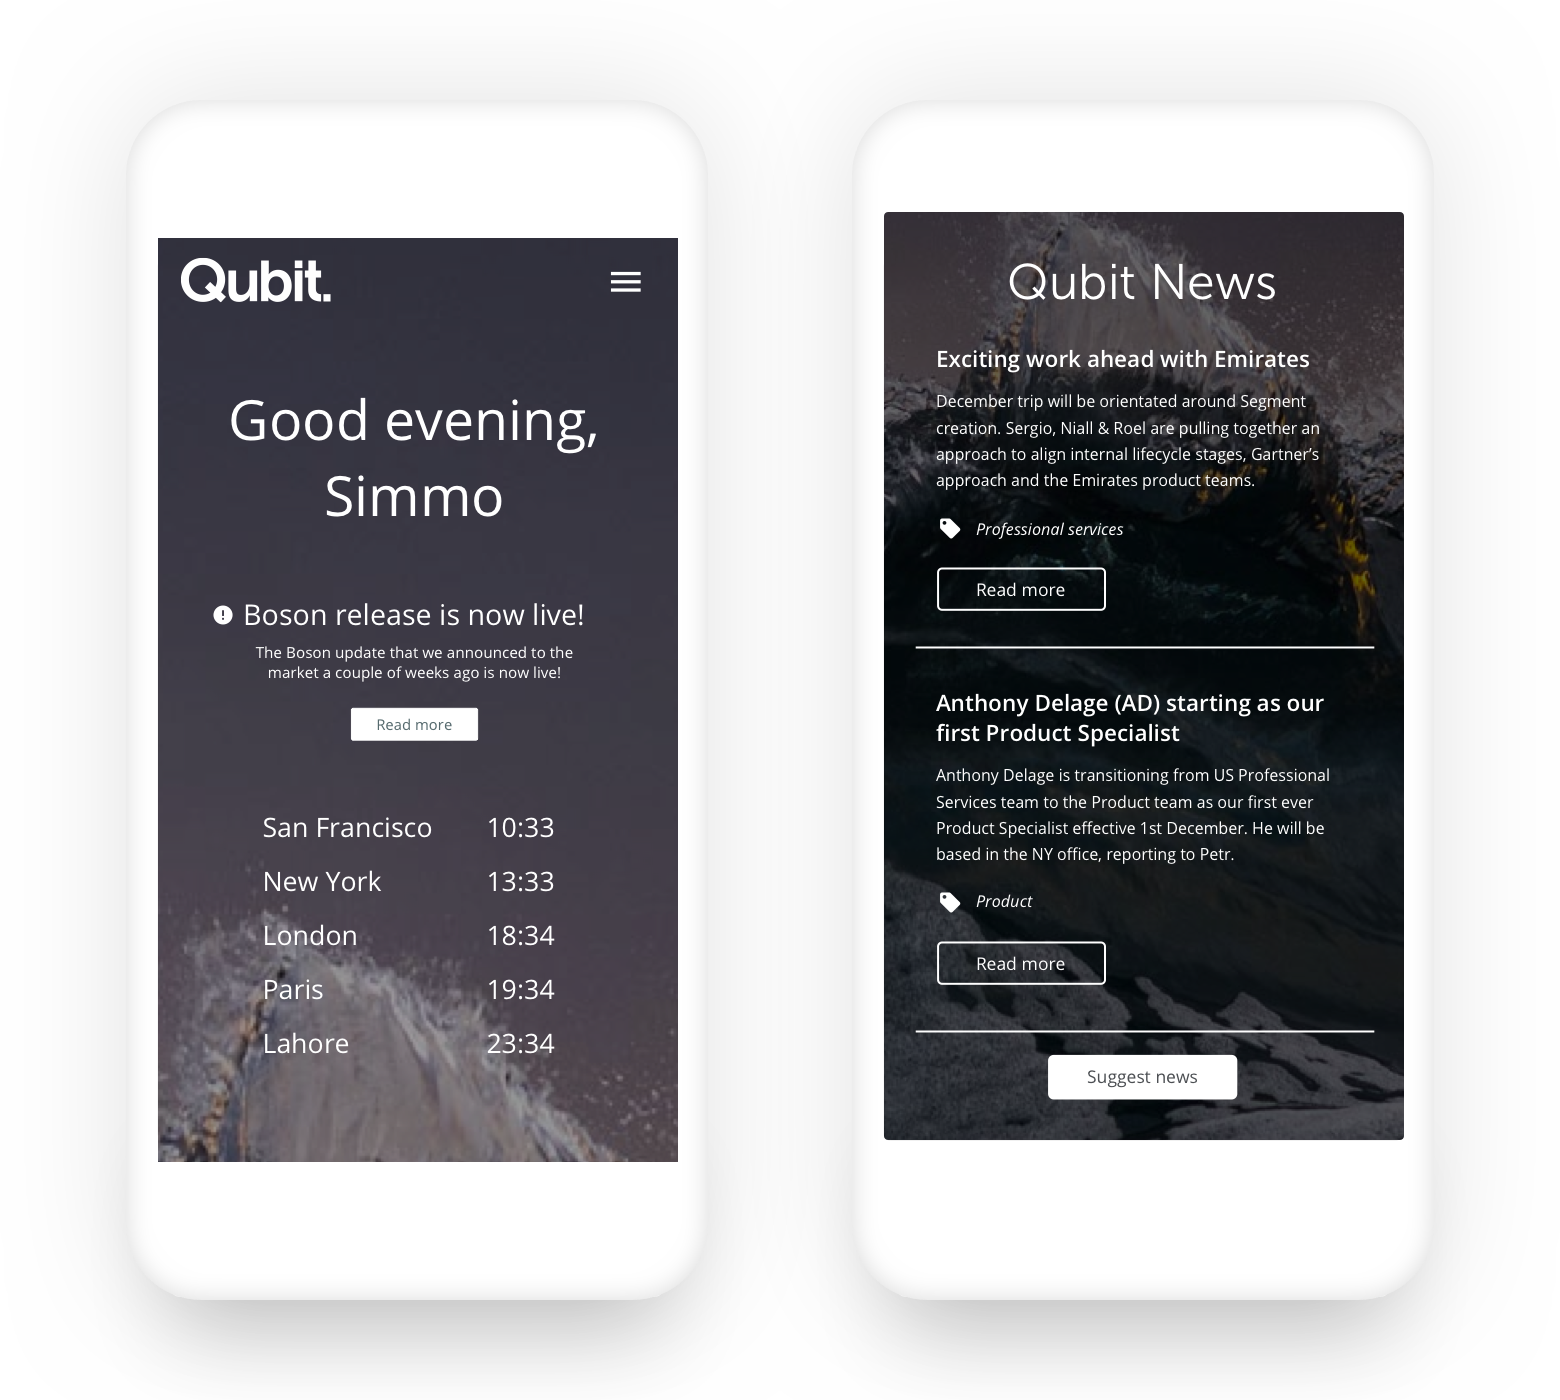 Qubit.
Good evening,
Simmo
Boson release is now live!
The Boson update that we announced to the
market a couple of weeks ago is now live!
Read more
San Francisco 10:33
New York 13:33
London 18:34
Paris 19:34
Lahore 23:34
Qubit News
Exciting work ahead with Emirates
December trip will be orientated around Segment
creation. Sergio, Niall & Roel are pulling together an
approach to align internal lifecycle stages, Gartner’s
approach and the Emirates product teams.
Professional services
Read more
Anthony Delage (AD) starting as our
first Product Specialist
Anthony Delage is transitioning from US Professional
Services team to the Product team as our first ever
Product Specialist effective 1st December. He will be
based in the NY office, reporting to Petr.
Product
Read more
Suggest news